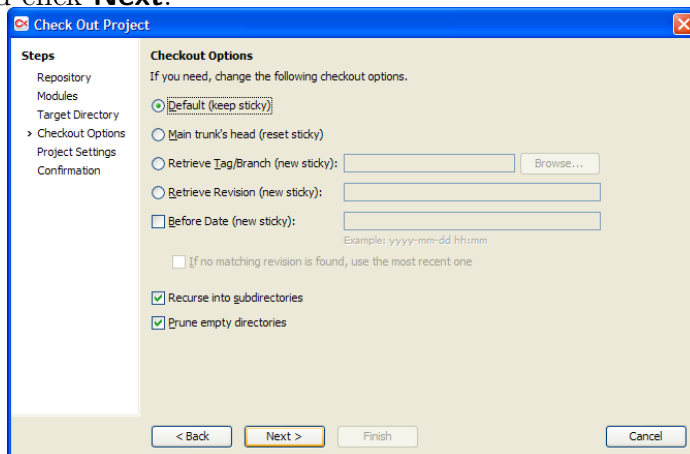 d click Next.
Check Out Project
Steps
Repository
Modules
Target Directory
› Checkout Options
Project Settings
Confirmation
Checkout Options
If you need, change the following checkout options.
Default (keep sticky)
Main trunk's head (reset sticky)
Retrieve Tag/Branch (new sticky):
Browse...
Retrieve Revision (new sticky):
Before Date (new sticky):
Example: yyyy-mm-dd hh:mm
If no matching revision is found, use the most recent one
Recurse into subdirectories
Prune empty directories
< Back
Next >
Finish
Cancel